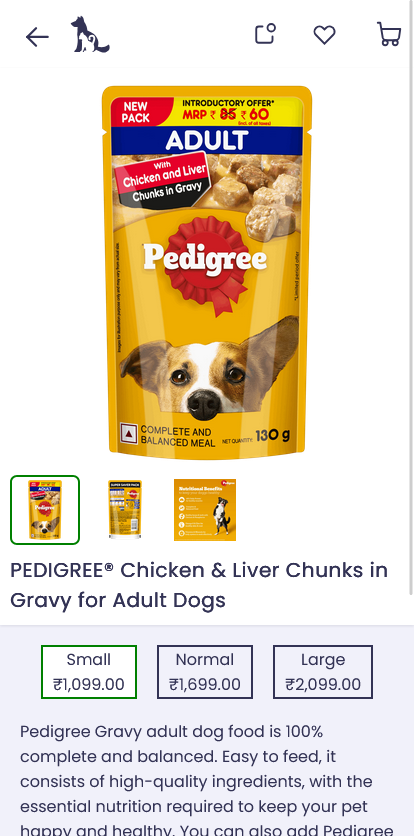 NEW
PACK
INTRODUCTORY OFFER*
MRP ₹ 85 ₹ 60
(incl. of all taxes)
ADULT
With
Chicken and Liver
Chunks in Gravy
Pedigree
*Limited period offer
COMPLETE AND
BALANCED MEAL
NET QUANTITY: 130 g
PEDIGREE® Chicken & Liver Chunks in
Gravy for Adult Dogs
Small
₹1,099.00
Normal
₹1,699.00
Large
₹2,099.00
Pedigree Gravy adult dog food is 100%
complete and balanced. Easy to feed, it
consists of high-quality ingredients, with the
essential nutrition required to keep your pet
happy and healthy. You can also add Pedigree